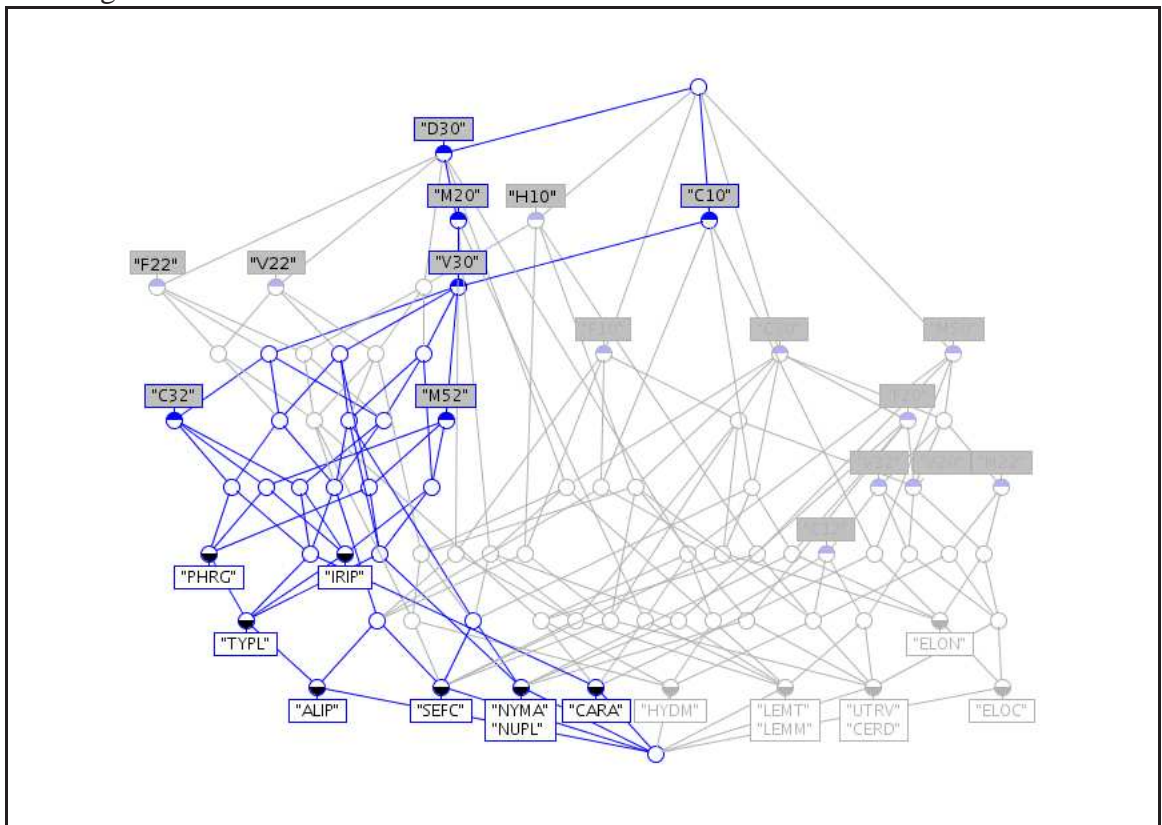 "D30"
"M20"
"H10"
"C10"
"F22"
"V22"
"V30"
"C32"
"M52"
"C12"
"PHRG"
"IRIP"
"TYPL"
"ELON"
"ALIP"
"SEFC"
"NYMA"
"NUPL"
"CARA"
"HYDM"
"LEMT"
"LEMM"
"UTRV"
"CERD"
"ELOC"